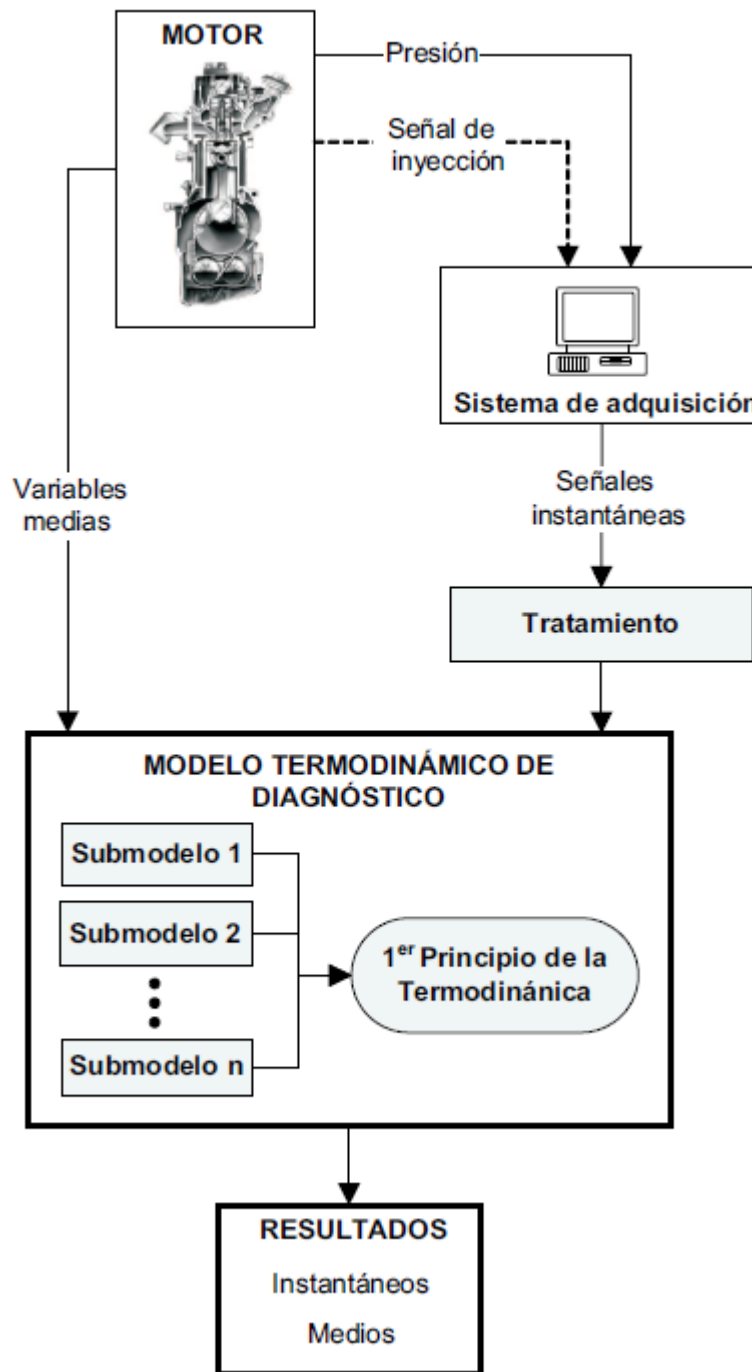 MOTOR
Presión
Señal de
inyección
Sistema de adquisición
Variables
medias
Señales
instantáneas
Tratamiento
MODELO TERMODINÁMICO DE
DIAGNÓSTICO
Submodelo 1
Submodelo 2
Submodelo n
1er Principio de la
Termodinánica
RESULTADOS
Instantáneos
Medios